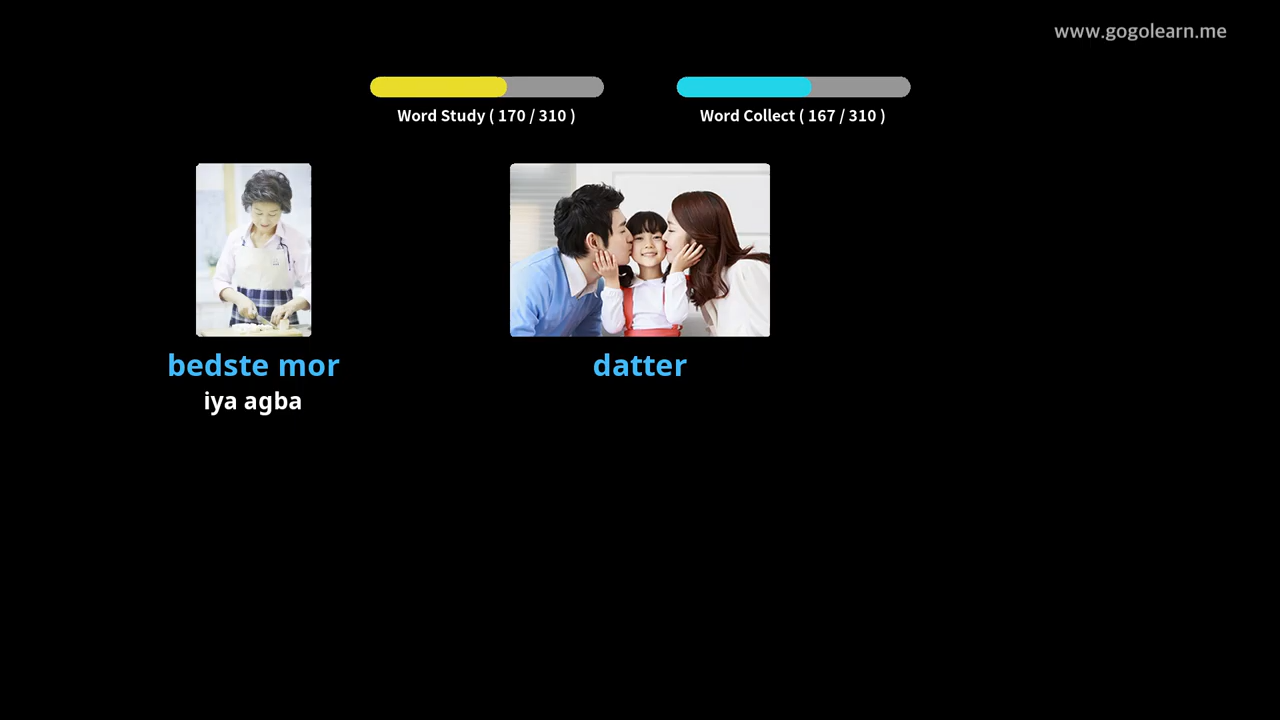 www.gogolearn.me
Word Study ( 170 / 310 )
Word Collect ( 167 / 310 )
bedste mor
datter
iya agba